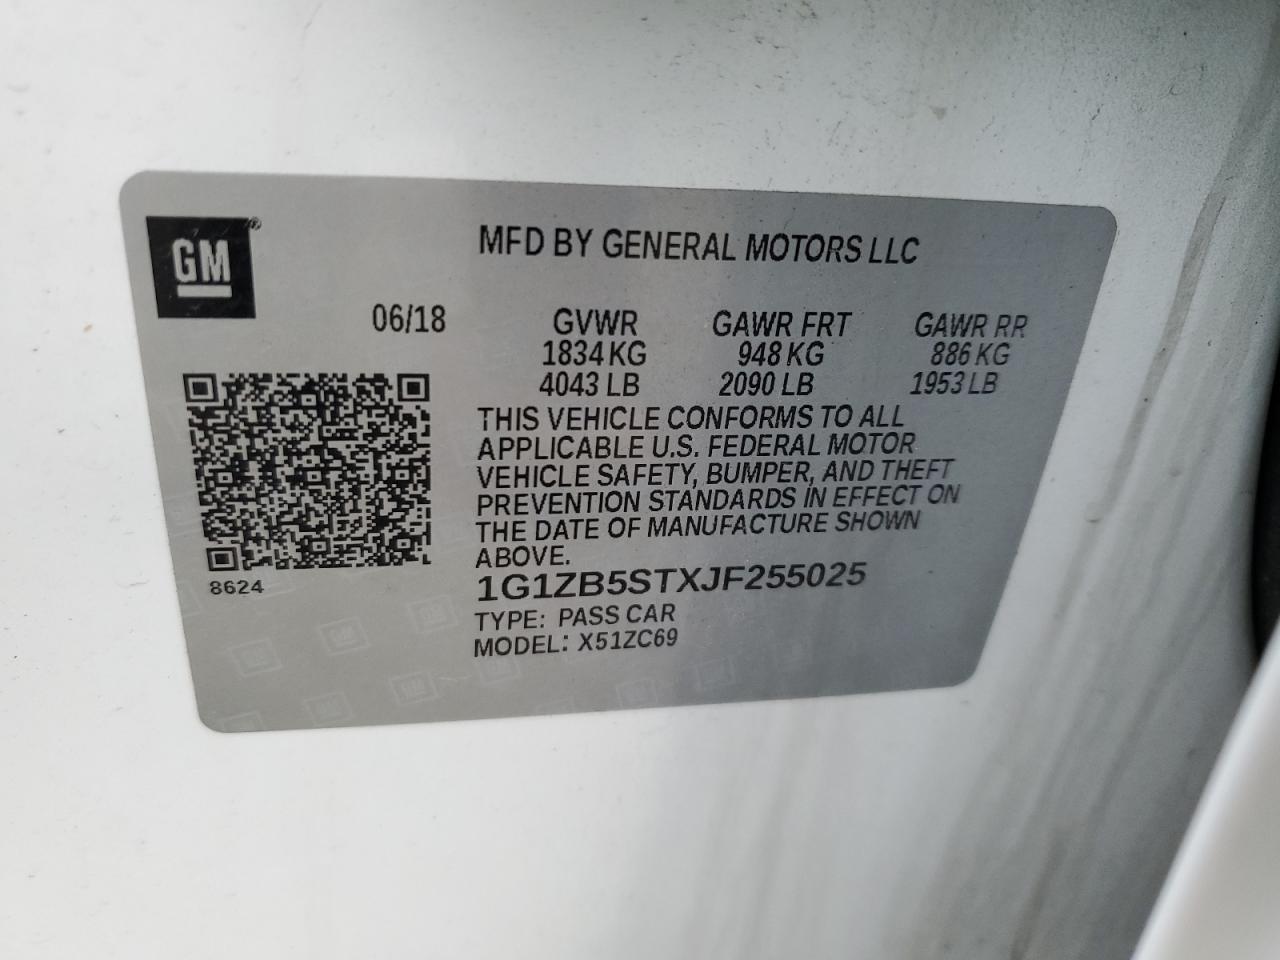 GM®
MFD BY GENERAL MOTORS LLC
06/18
GVWR GAWR FRT GAWR RR
1834 KG 948 KG 886 KG
4043 LB 2090 LB 1953 LB
THIS VEHICLE CONFORMS TO ALL
APPLICABLE U.S. FEDERAL MOTOR
VEHICLE SAFETY, BUMPER, AND THEFT
PREVENTION STANDARDS IN EFFECT ON
THE DATE OF MANUFACTURE SHOWN
ABOVE.
8624
1G1ZB5STXJF255025
TYPE: PASS CAR
MODEL: X51ZC69